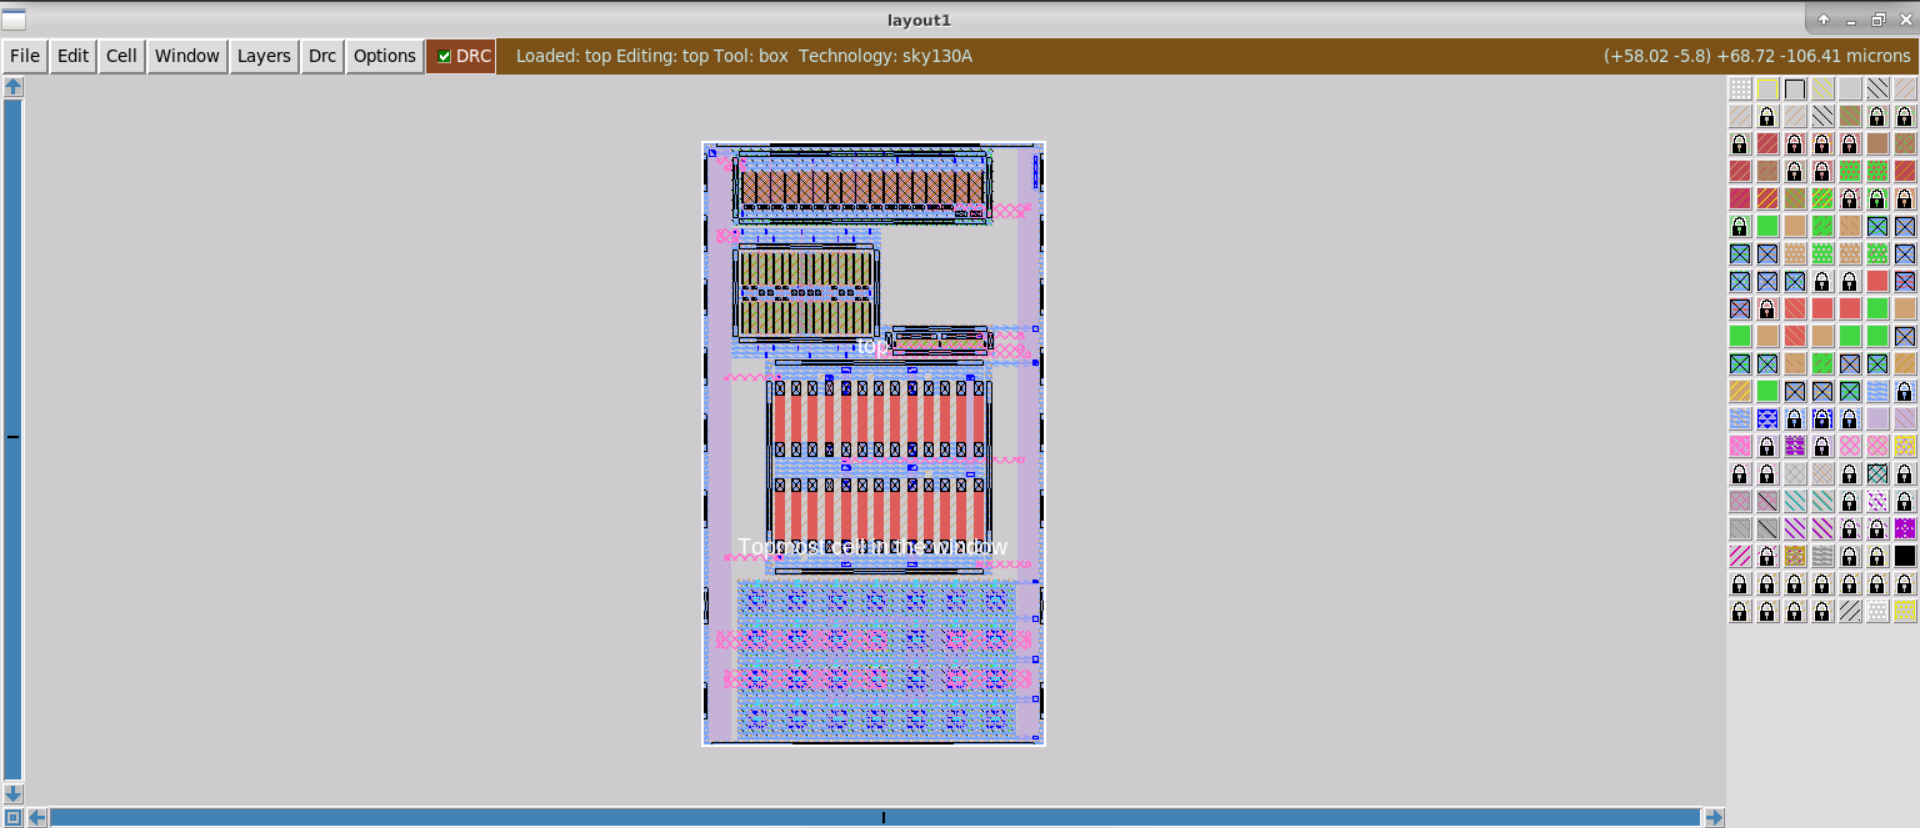 layout1
File Edit Cell Window Layers Drc Options DRC Loaded: top Editing: top Tool: box Technology: sky130A (+58.02 -5.8) +68.72 -106.41 microns
top
Topmost cell in the window